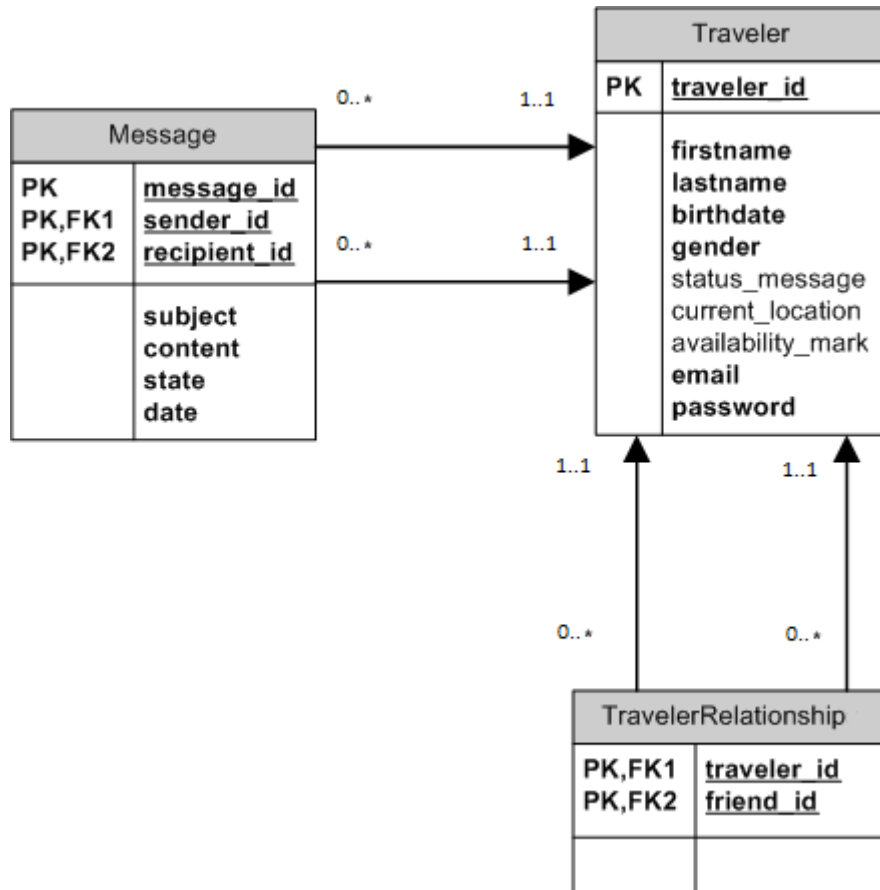 Traveler
PK traveler_id
firstname
lastname
birthdate
gender
status_message
current_location
availability_mark
email
password
0..* 1..1
Message
PK message_id
PK,FK1 sender_id
PK,FK2 recipient_id
subject
content
state
date
0..* 1..1
1..1 1..1
0..* 0..*
TravelerRelationship
PK,FK1 traveler_id
PK,FK2 friend_id